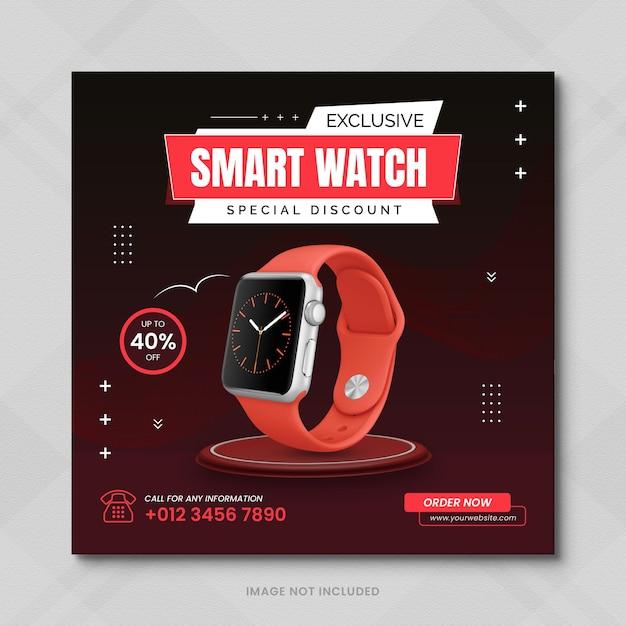 EXCLUSIVE
SMART WATCH
SPECIAL DISCOUNT
UP TO
40%
OFF
CALL FOR ANY INFORMATION
+012 3456 7890
ORDER NOW
www.yourwebsite.com
IMAGE NOT INCLUDED